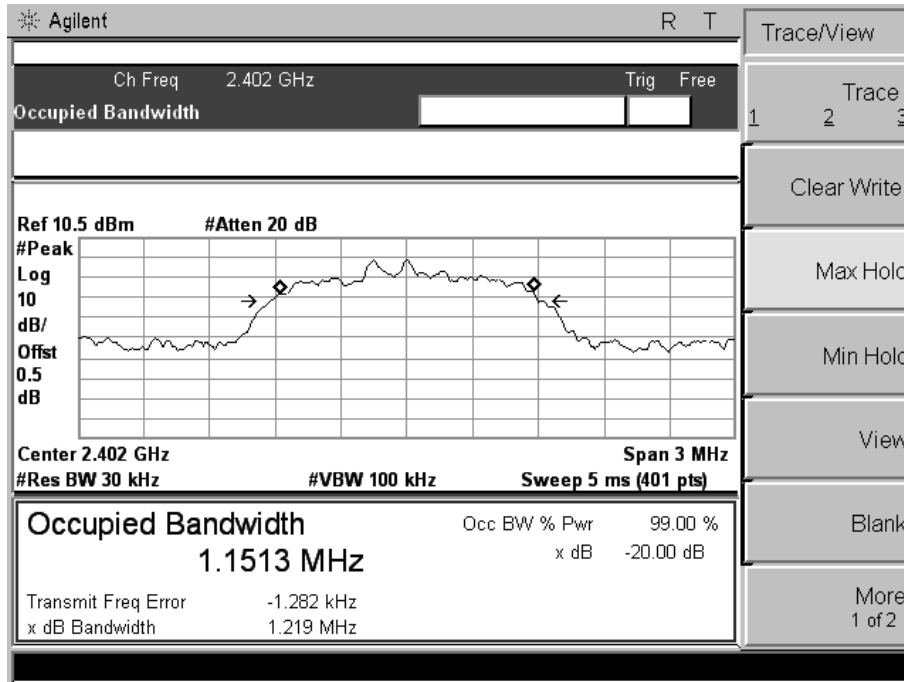 Agilent R T
Ch Freq 2.402 GHz Trig Free
Occupied Bandwidth
Ref 10.5 dBm #Atten 20 dB
#Peak
Log
10
dB/
Offst
0.5
dB
Center 2.402 GHz Span 3 MHz
#Res BW 30 kHz #VBW 100 kHz Sweep 5 ms (401 pts)
Occupied Bandwidth Occ BW % Pwr 99.00 %
1.1513 MHz x dB -20.00 dB
Transmit Freq Error -1.282 kHz
x dB Bandwidth 1.219 MHz
Trace/View
Trace
1 2 3
Clear Write
Max Hold
Min Hold
View
Blank
More
1 of 2